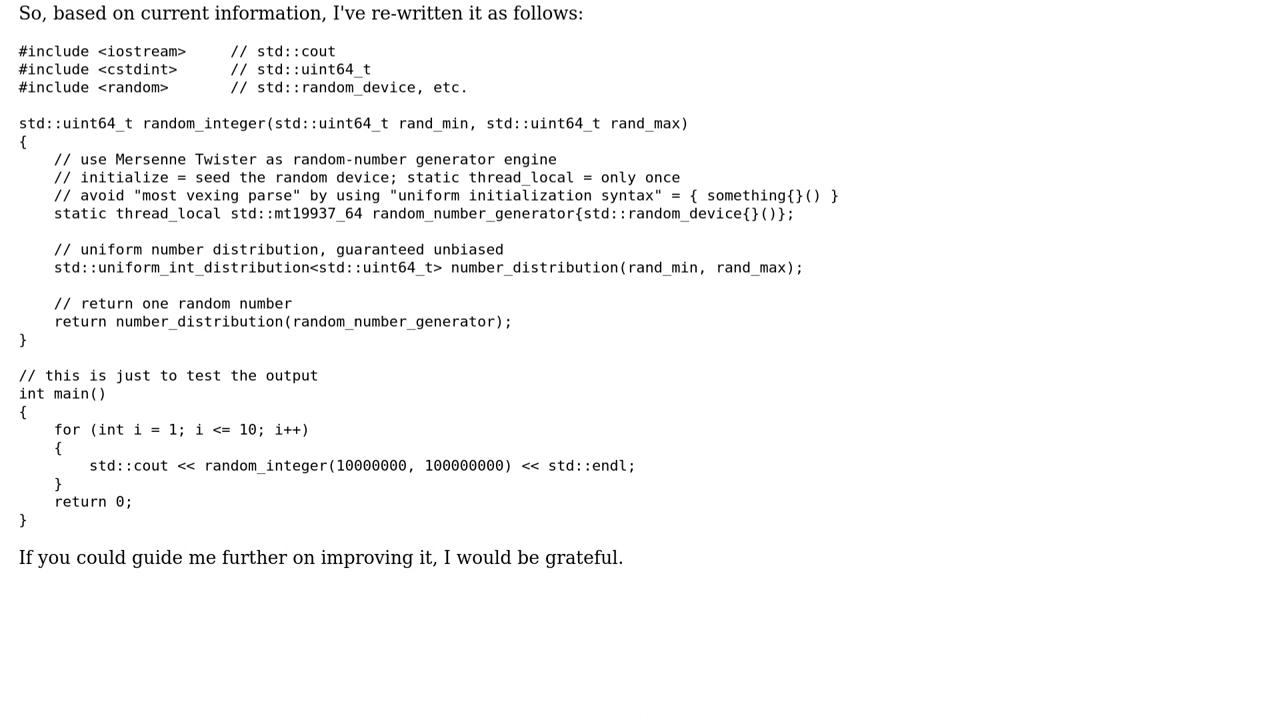 So, based on current information, I've re-written it as follows:
#include <iostream>     // std::cout
#include <cstdint>      // std::uint64_t
#include <random>       // std::random_device, etc.

std::uint64_t random_integer(std::uint64_t rand_min, std::uint64_t rand_max)
{
    // use Mersenne Twister as random-number generator engine
    // initialize = seed the random device; static thread_local = only once
    // avoid "most vexing parse" by using "uniform initialization syntax" = { something{}() }
    static thread_local std::mt19937_64 random_number_generator{std::random_device{}()};

    // uniform number distribution, guaranteed unbiased
    std::uniform_int_distribution<std::uint64_t> number_distribution(rand_min, rand_max);

    // return one random number
    return number_distribution(random_number_generator);
}

// this is just to test the output
int main()
{
    for (int i = 1; i <= 10; i++)
    {
        std::cout << random_integer(10000000, 100000000) << std::endl;
    }
    return 0;
}
If you could guide me further on improving it, I would be grateful.